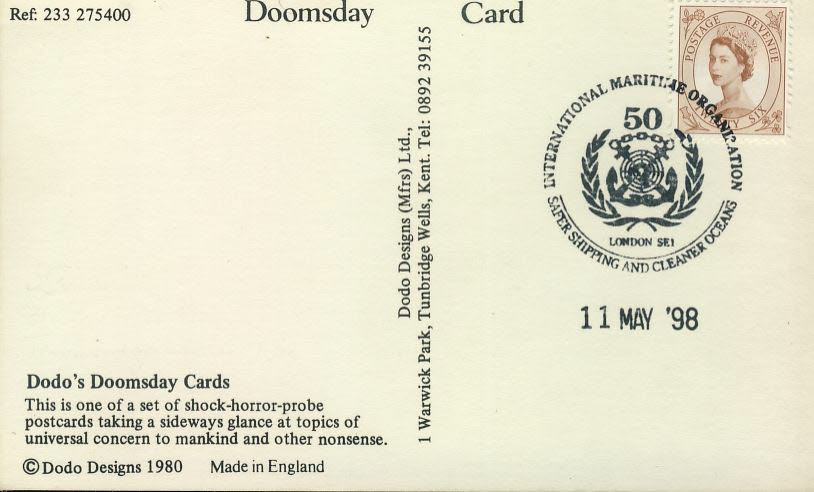 Ref: 233 275400
Doomsday Card
POSTAGE REVENUE
SIX
INTERNATIONAL MARITIME ORGANIZATION
50
LONDON SE1
SAFER SHIPPING AND CLEANER OCEANS
11 MAY '98
Dodo Designs (Mfrs) Ltd.,
1 Warwick Park, Tunbridge Wells, Kent. Tel: 0892 39155
Dodo's Doomsday Cards
This is one of a set of shock-horror-probe
postcards taking a sideways glance at topics of
universal concern to mankind and other nonsense.
©Dodo Designs 1980 Made in England